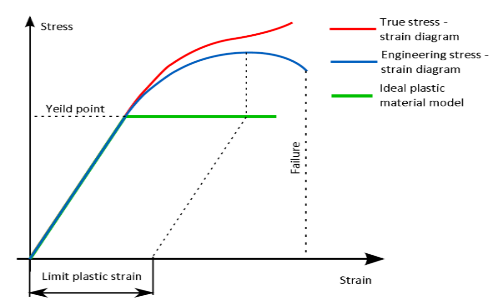 Stress
True stress -
strain diagram
Engineering stress -
strain diagram
Ideal plastic
material model
Yeild point
Failure
Limit plastic strain
Strain